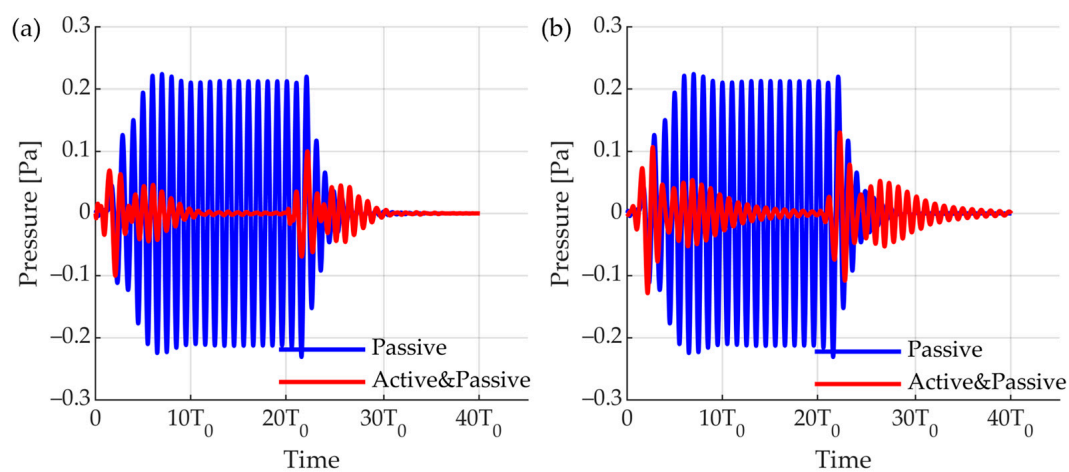 (a)
Pressure [Pa]
0.3
0.2
0.1
0
−0.1
−0.2
−0.3
Passive
Active&Passive
0 10T₀ 20T₀ 30T₀ 40T₀
Time
(b)
Pressure [Pa]
0.3
0.2
0.1
0
−0.1
−0.2
−0.3
Passive
Active&Passive
0 10T₀ 20T₀ 30T₀ 40T₀
Time